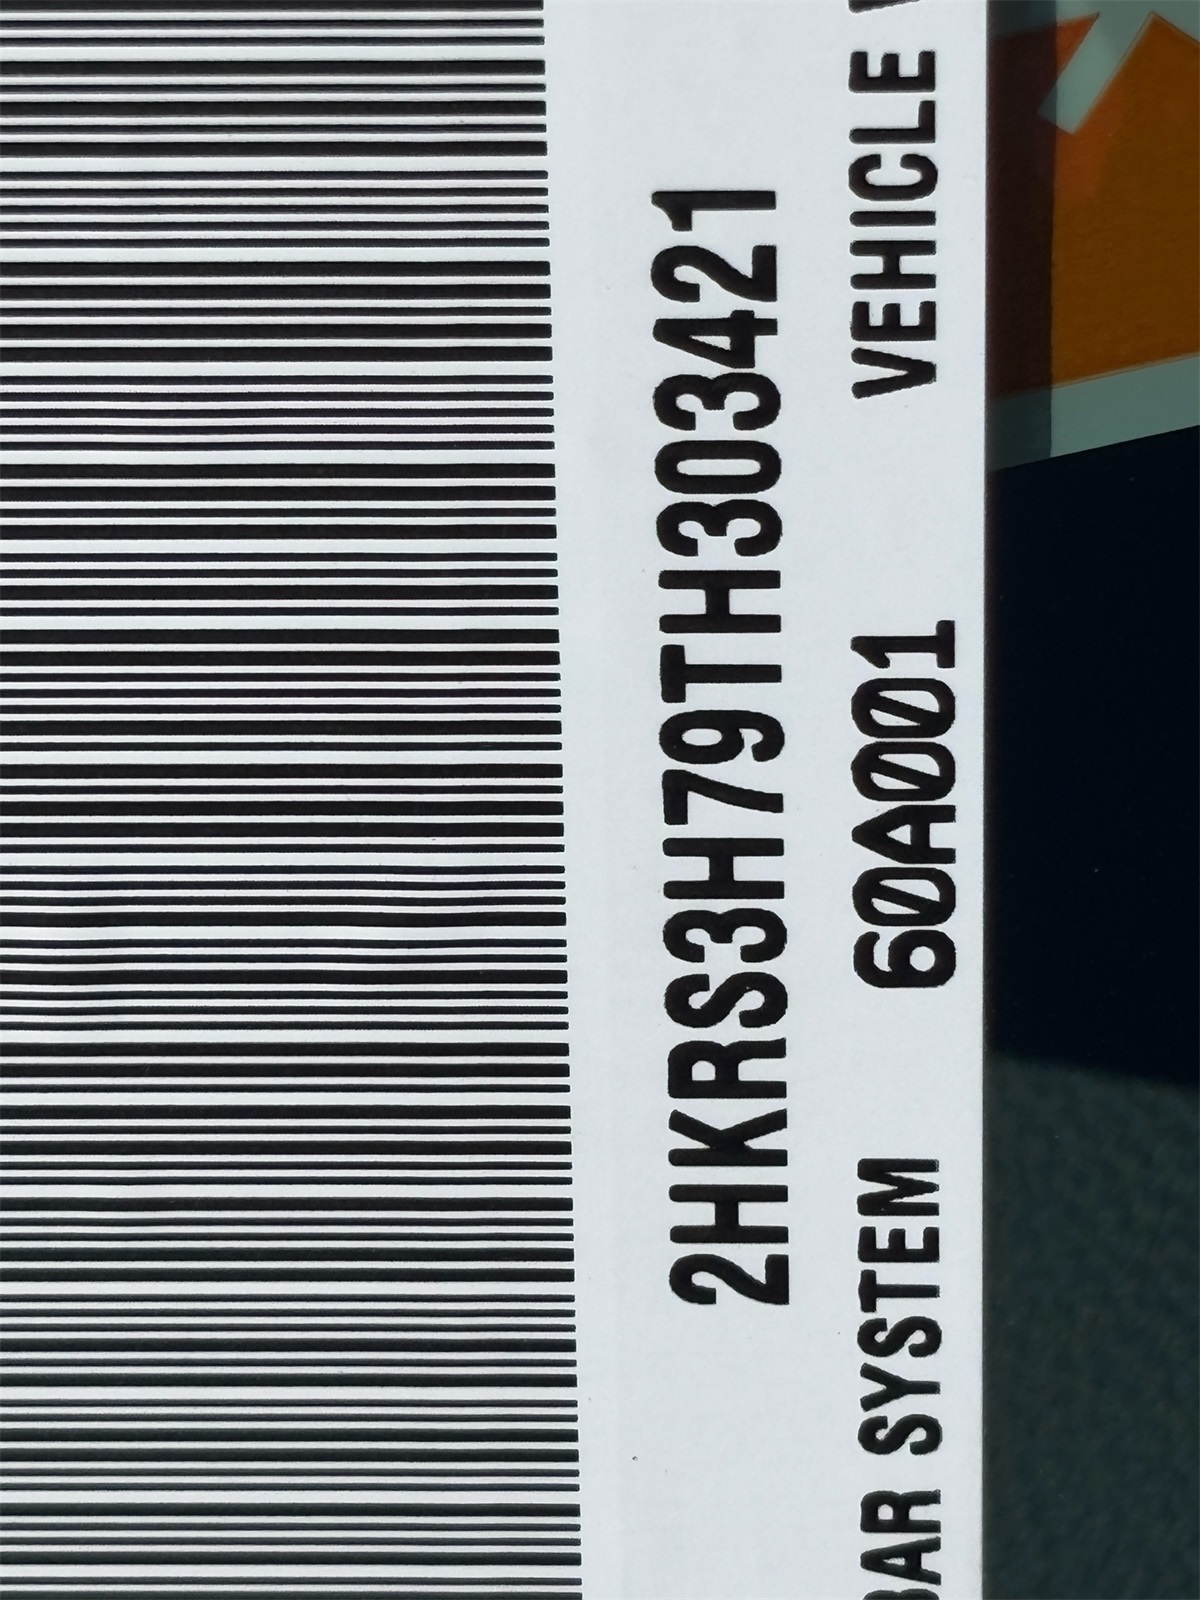 2HKRS3H79TH303421
BAR SYSTEM 60A001 VEHICLE